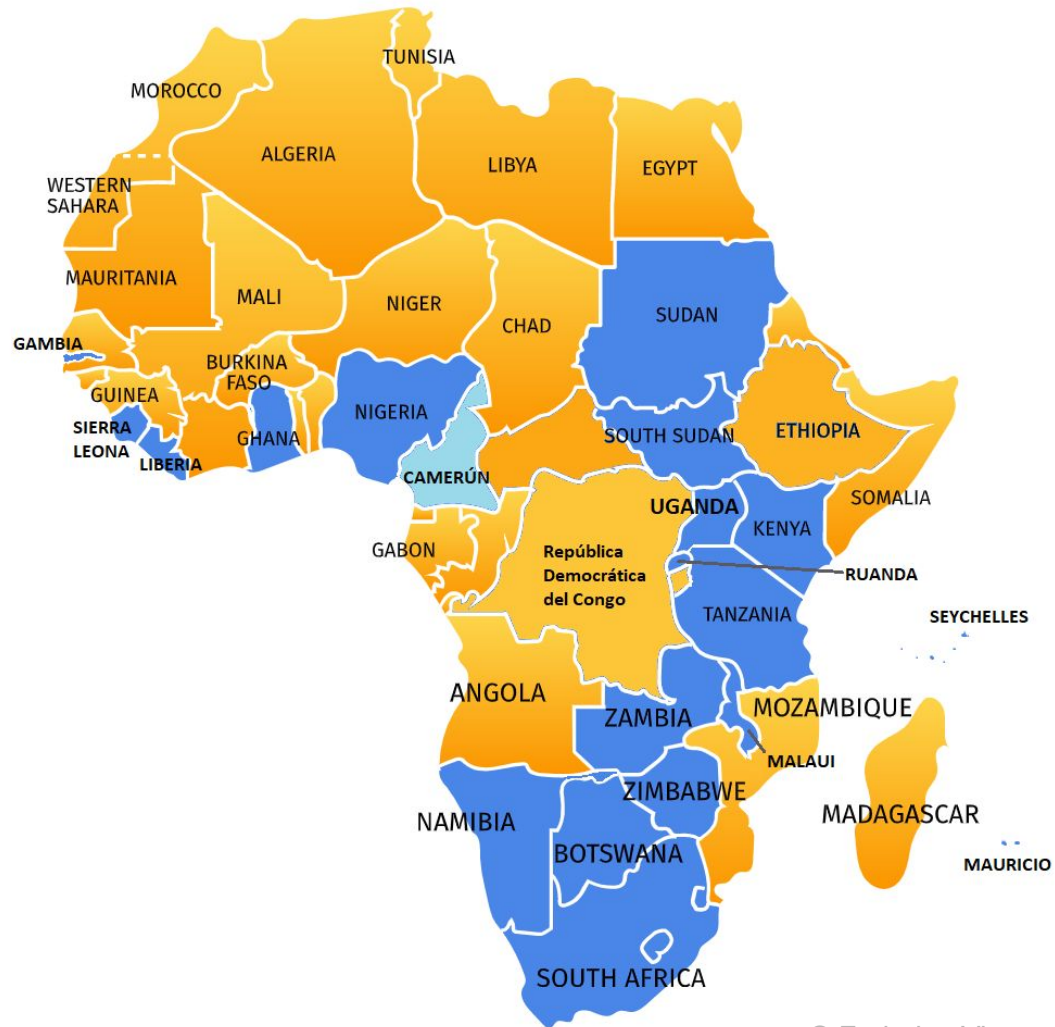 TUNISIA
MOROCCO
ALGERIA
LIBYA
EGYPT
WESTERN
SAHARA
MAURITANIA
MALI
NIGER
CHAD
SUDAN
GAMBIA
BURKINA
FASO
GUINEA
NIGERIA
SIERRA
LEONA
GHANA
LIBERIA
CAMERÚN
SOUTH SUDAN
ETHIOPIA
SOMALIA
UGANDA
KENYA
GABON
República
Democrática
del Congo
RUANDA
TANZANIA
SEYCHELLES
ANGOLA
ZAMBIA
MOZAMBIQUE
MALAUI
ZIMBABWE
MADAGASCAR
NAMIBIA
BOTSWANA
MAURICIO
SOUTH AFRICA